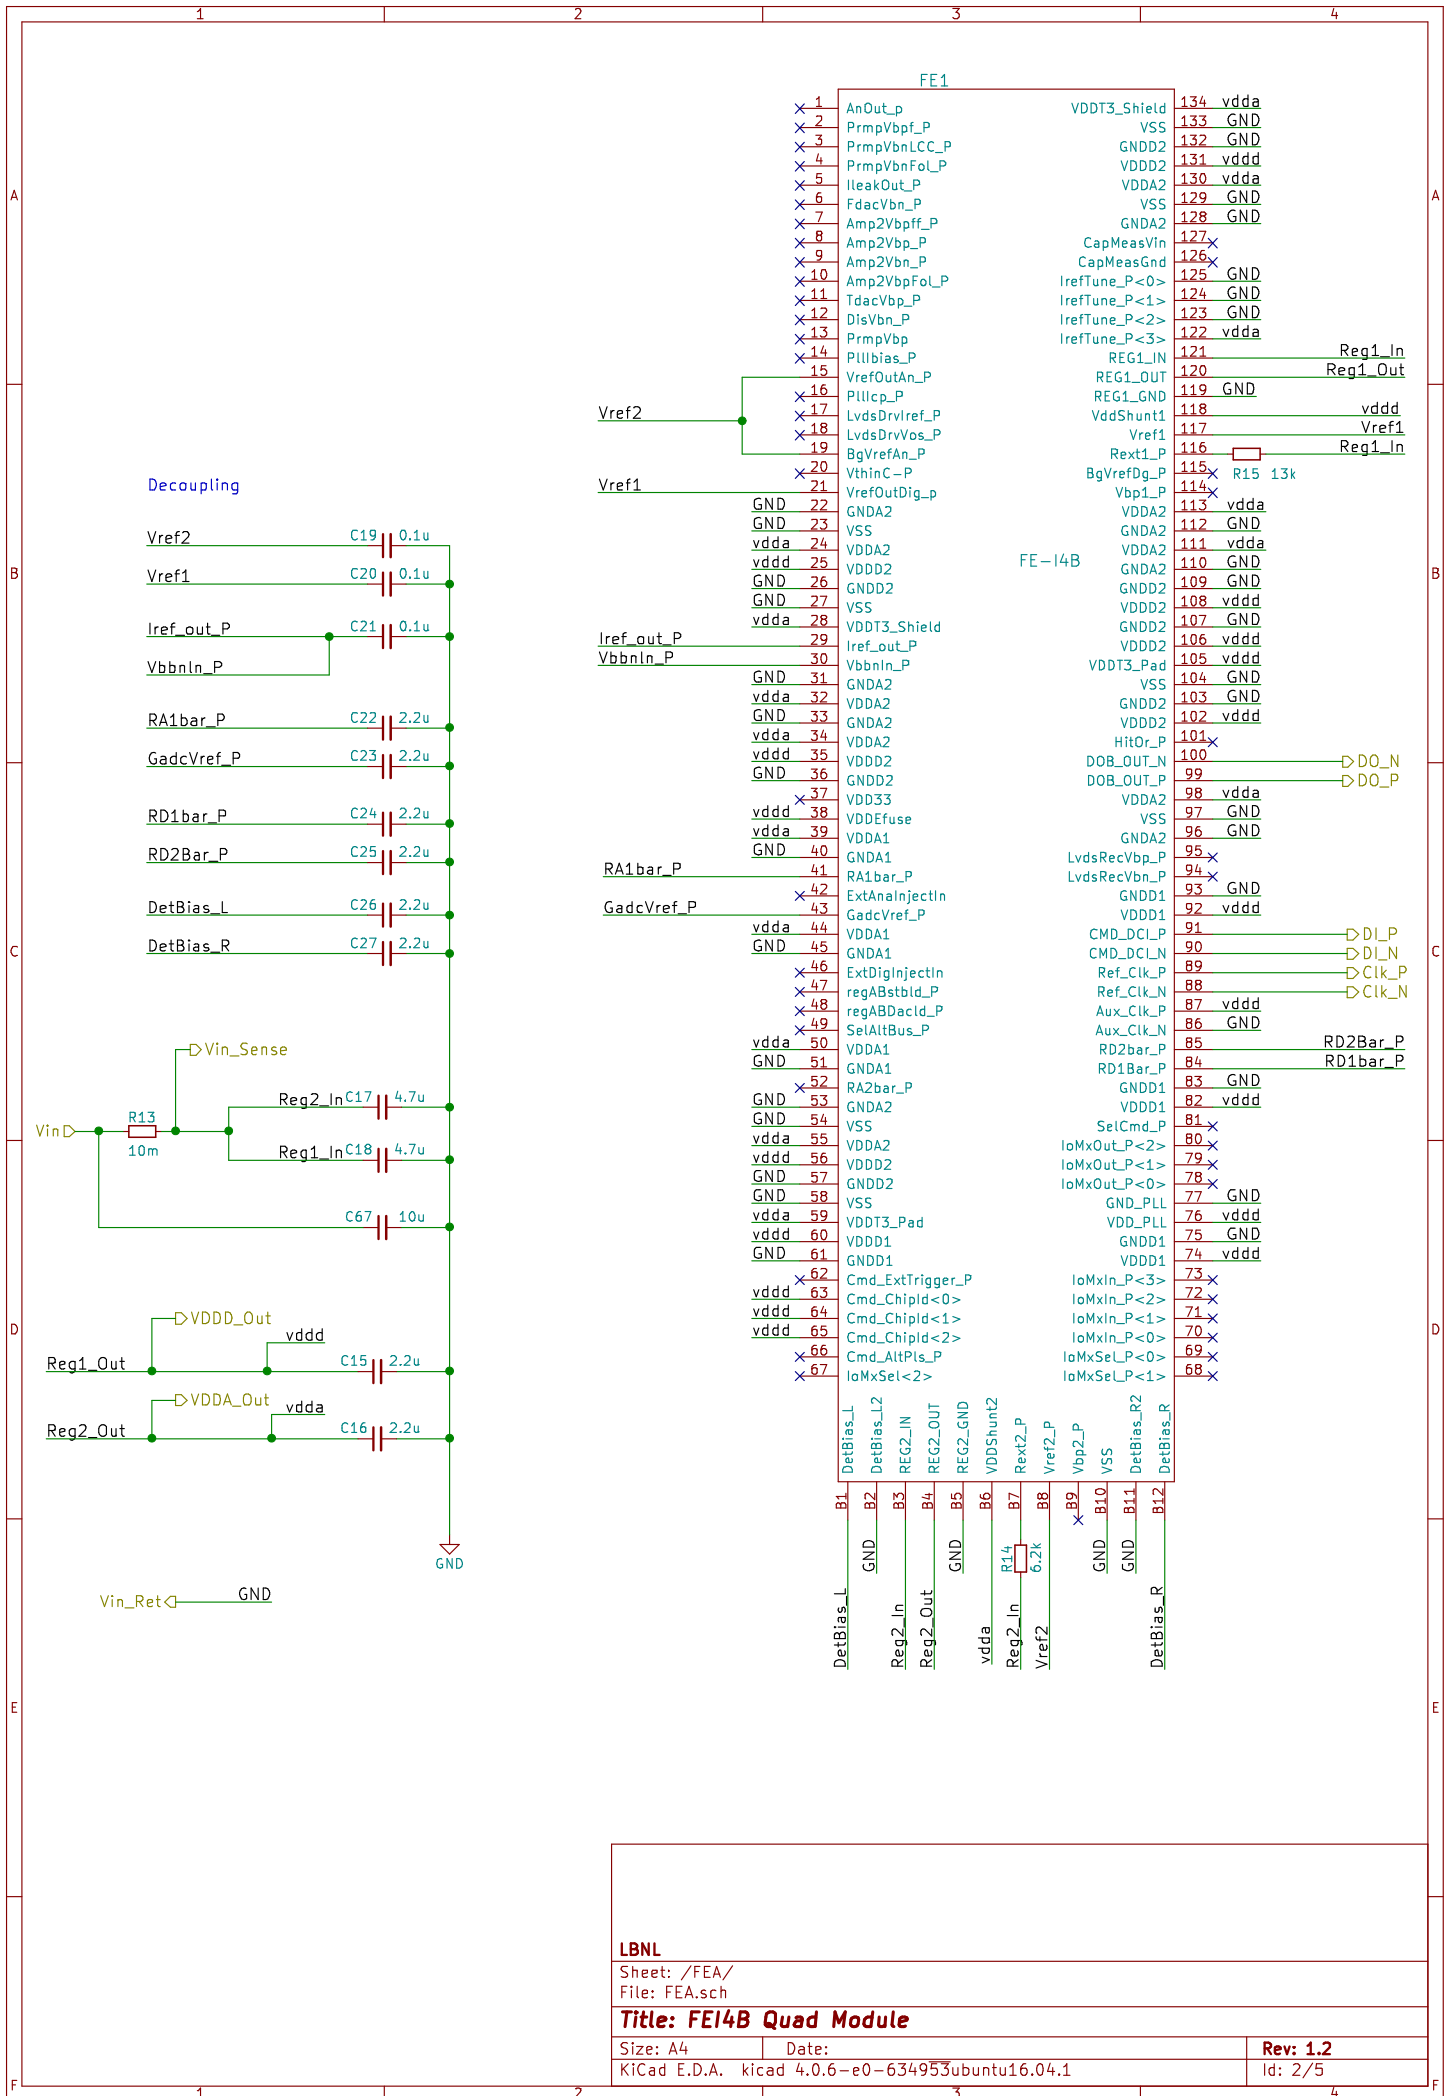 1 2 3 4
FE1
1 AnOut_p VDDT3_Shield 134 vdda
2 PrmpVbpf_P VSS 133 GND
3 PrmpVbnLCC_P GNDD2 132 GND
4 PrmpVbnFol_P VDDD2 131 vddd
5 IleakOut_P VDDA2 130 vdda
A A
6 FdacVbn_P VSS 129 GND
7 Amp2Vbpff_P GNDA2 128 GND
8 Amp2Vbp_P CapMeasVin 127
9 Amp2Vbn_P CapMeasGnd 126
10 Amp2VbpFol_P IrefTune_P<0> 125 GND
11 TdacVbp_P IrefTune_P<1> 124 GND
12 DisVbn_P IrefTune_P<2> 123 GND
13 PrmpVbp IrefTune_P<3> 122 vdda
14 PllIbias_P REG1_IN 121 Reg1_In
15 VrefOutAn_P REG1_OUT 120 Reg1_Out
16 PllIcp_P REG1_GND 119 GND
Vref2 17 LvdsDrvIref_P VddShunt1 118 vddd
18 LvdsDrvVos_P Vref1 117 Vref1
19 BgVrefAn_P Rext1_P 116 Reg1_In
20 VthinC-P BgVrefDg_P 115 R15 13k
Decoupling
Vref1 21 VrefOutDig_p Vbp1_P 114
GND 22 GNDA2 VDDA2 113 vdda
GND 23 VSS GNDA2 112 GND
Vref2 C19 0.1u
vdda 24 VDDA2 VDDA2 111 vdda
FE-I4B
vddd 25 VDDD2 GNDA2 110 GND
B B
Vref1 C20 0.1u
GND 26 GNDD2 GNDD2 109 GND
GND 27 VSS VDDD2 108 vddd
vdda 28 VDDT3_Shield GNDD2 107 GND
Iref_out_P C21 0.1u
Iref_out_P 29 Iref_out_P VDDD2 106 vddd
Vbbnln_P
Vbbnln_P 30 VbbnIn_P VDDT3_Pad 105 vddd
GND 31 GNDA2 VSS 104 GND
vdda 32 VDDA2 GNDD2 103 GND
RA1bar_P C22 2.2u
GND 33 GNDA2 VDDD2 102 vddd
vdda 34 VDDA2 HitOr_P 101
GadcVref_P C23 2.2u
vddd 35 VDDD2 DOB_OUT_N 100 DO_N
GND 36 GNDD2 DOB_OUT_P 99 DO_P
37 VDD33 VDDA2 98 vdda
RD1bar_P C24 2.2u
vddd 38 VDDEfuse VSS 97 GND
vdda 39 VDDA1 GNDA2 96 GND
RD2Bar_P C25 2.2u
GND 40 GNDA1 LvdsRecVbp_P 95
RA1bar_P 41 RA1bar_P LvdsRecVbn_P 94
42 ExtAnaInjectIn GNDD1 93 GND
DetBias_L C26 2.2u
GadcVref_P 43 GadcVref_P VDDD1 92 vddd
vdda 44 VDDA1 CMD_DCI_P 91 DI_P
DetBias_R C27 2.2u
C C
GND 45 GNDA1 CMD_DCI_N 90 DI_N
46 ExtDigInjectIn Ref_Clk_P 89 Clk_P
47 regABstbld_P Ref_Clk_N 88 Clk_N
48 regABDacld_P Aux_Clk_P 87 vddd
49 SelAltBus_P Aux_Clk_N 86 GND
Vin_Sense
vdda 50 VDDA1 RD2bar_P 85 RD2Bar_P
GND 51 GNDA1 RD1Bar_P 84 RD1bar_P
52 RA2bar_P GNDD1 83 GND
Reg2_In C17 4.7u
GND 53 GNDA2 VDDD1 82 vddd
R13
Vin
10m
GND 54 VSS SelCmd_P 81
vdda 55 VDDA2 IoMxOut_P<2> 80
Reg1_In C18 4.7u
vddd 56 VDDD2 IoMxOut_P<1> 79
GND 57 GNDD2 IoMxOut_P<0> 78
GND 58 VSS GND_PLL 77 GND
C67 10u
vdda 59 VDDT3_Pad VDD_PLL 76 vddd
vddd 60 VDDD1 GNDD1 75 GND
GND 61 GNDD1 VDDD1 74 vddd
62 Cmd_ExtTrigger_P IoMxIn_P<3> 73
vddd 63 Cmd_ChipId<0> IoMxIn_P<2> 72
VDDD_Out
vddd 64 Cmd_ChipId<1> IoMxIn_P<1> 71
D D
vddd
vddd 65 Cmd_ChipId<2> IoMxIn_P<0> 70
Reg1_Out C15 2.2u
66 Cmd_AltPls_P IoMxSel_P<0> 69
67 IoMxSel<2> IoMxSel_P<1> 68
VDDA_Out
vdda
Reg2_Out C16 2.2u
DetBias_L DetBias_L2 REG2_IN REG2_OUT REG2_GND VDDShunt2 Rext2_P Vref2_P Vbp2_P VSS DetBias_R2 DetBias_R
B1 B2 B3 B4 B5 B6 B7 B8 B9 B10 B11 B12
GND
GND GND R14 6.2k GND GND
Vin_Ret GND
DetBias_L Reg2_In Reg2_Out vdda Reg2_In Vref2 DetBias_R
E E
LBNL
Sheet: /FEA/
File: FEA.sch
Title: FEI4B Quad Module
Size: A4 Date: Rev: 1.2
KiCad E.D.A. kicad 4.0.6-e0-634953ubuntu16.04.1 Id: 2/5
F F
1 2 3 4